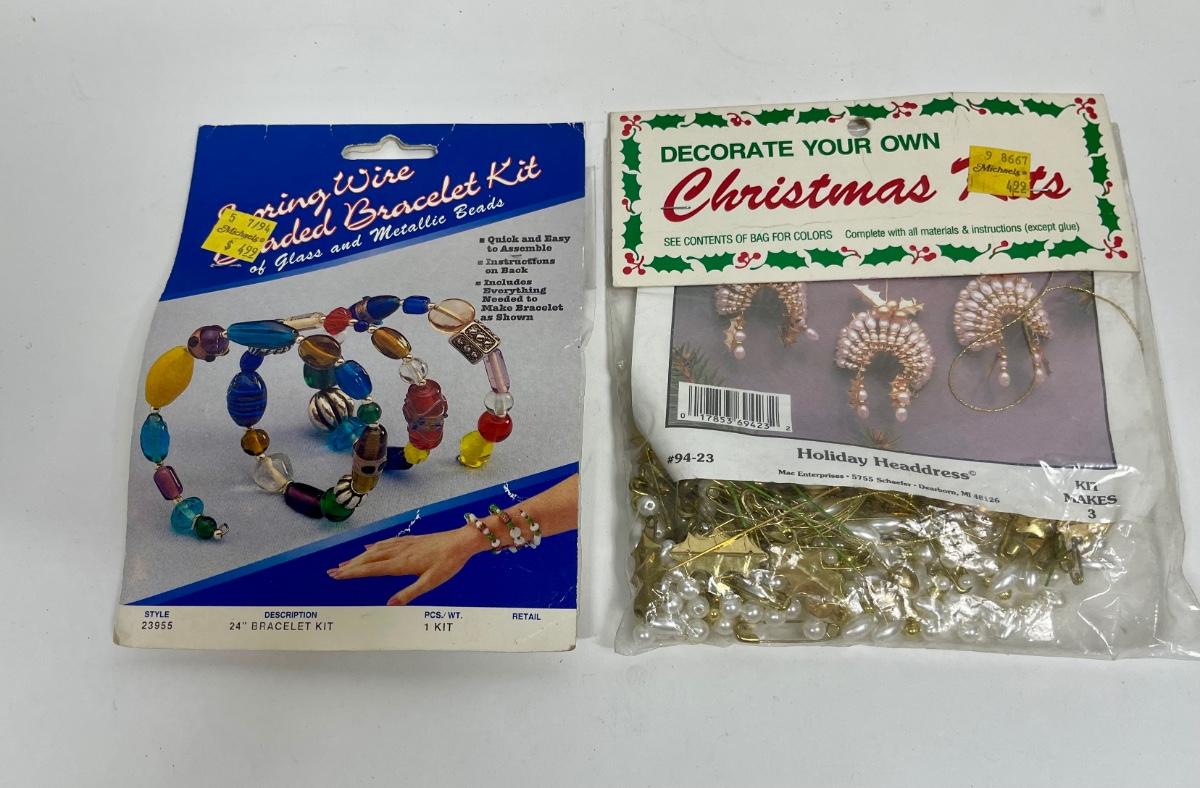 Wire
Bracelet Kit
of Glass and Metallic Beads
5 7/94
Michaels
$ 4.99
■ Quick and Easy
to Assemble
■ Instructions
on Back
■ Includes
Everything
Needed to
Make Bracelet
as Shown
STYLE DESCRIPTION PCS./WT. RETAIL
23955 24" BRACELET KIT 1 KIT
DECORATE YOUR OWN
Christmas
9 8667
Michaels
4.99
SEE CONTENTS OF BAG FOR COLORS Complete with all materials & instructions (except glue)
0 17853 69423 2
#94-23
Holiday Headdress©
Mac Enterprises • 5755 Schaefer • Dearborn, MI 48126
KIT
MAKES
3